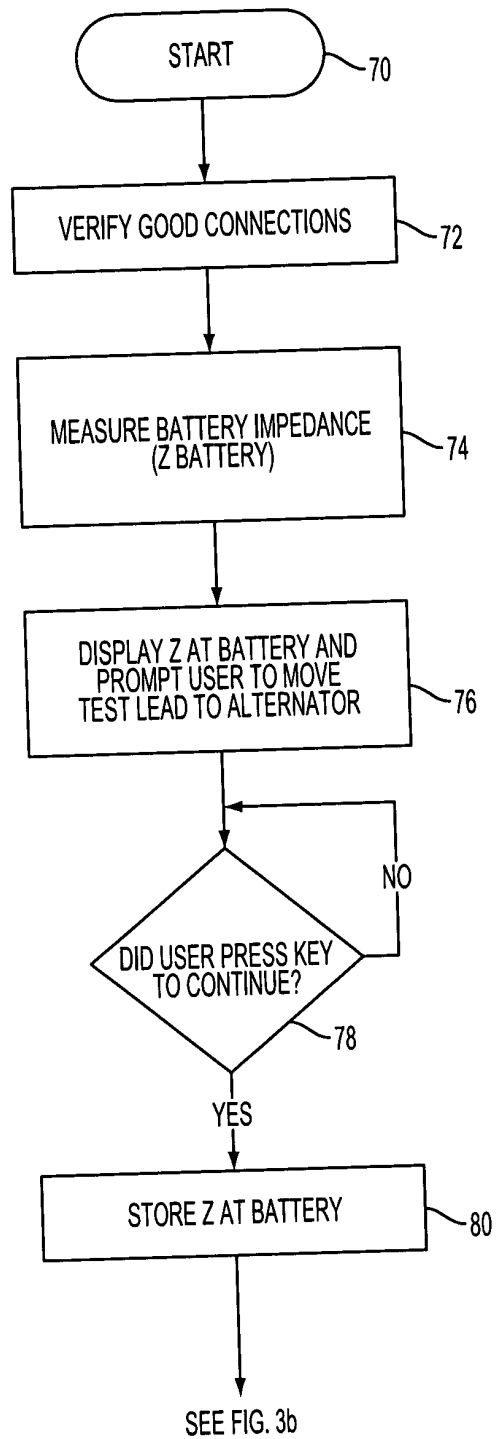 START
70
VERIFY GOOD CONNECTIONS
72
MEASURE BATTERY IMPEDANCE
(Z BATTERY)
74
DISPLAY Z AT BATTERY AND
PROMPT USER TO MOVE
TEST LEAD TO ALTERNATOR
76
NO
DID USER PRESS KEY
TO CONTINUE?
78
YES
STORE Z AT BATTERY
80
SEE FIG. 3b